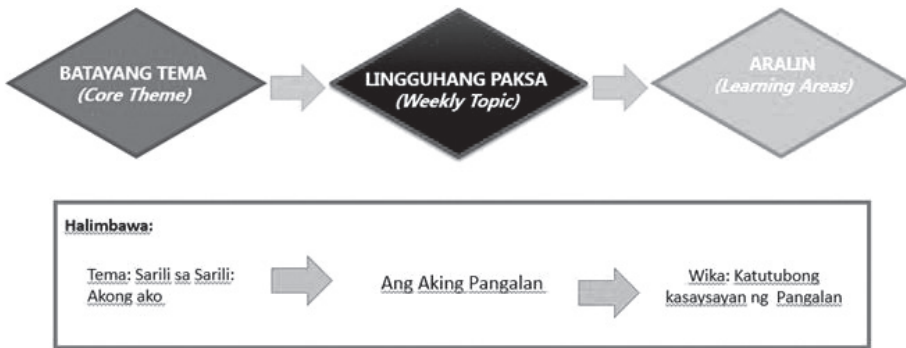 BATAYANG TEMA
(Core Theme)
LINGGUHANG PAKSA
(Weekly Topic)
ARALIN
(Learning Areas)
Halimbawa:
Tema: Sarili sa Sarili:
Akong ako
Ang Aking Pangalan
Wika: Katutubong
kasaysayan ng Pangalan